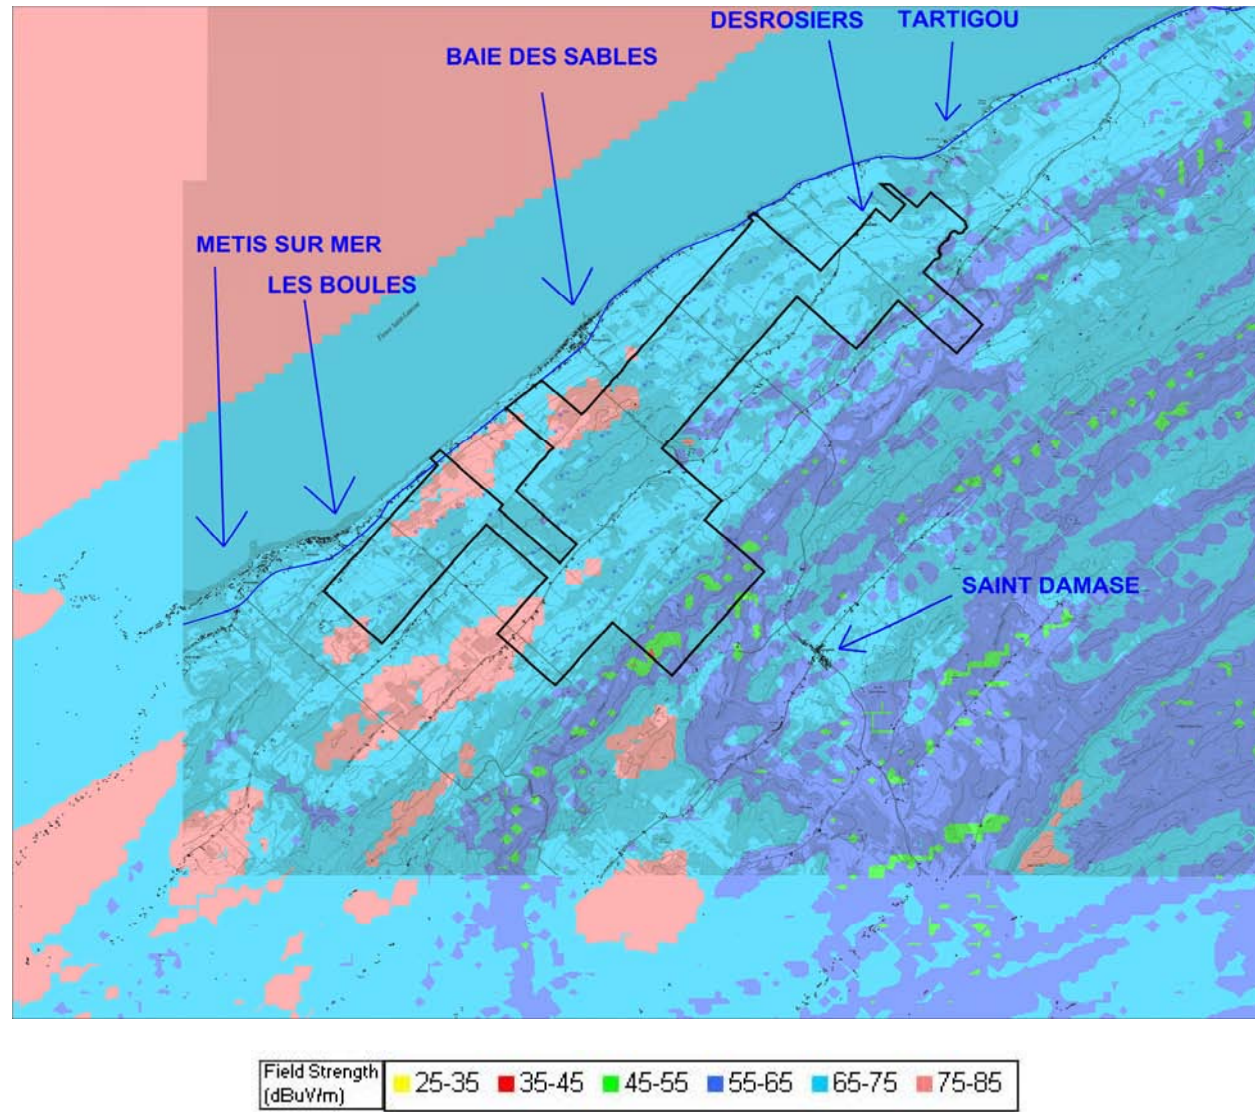 DESROSIERS
TARTIGOU
BAIE DES SABLES
METIS SUR MER
LES BOULES
SAINT DAMASE
Field Strength
(dBuV/m)
25-35
35-45
45-55
55-65
65-75
75-85